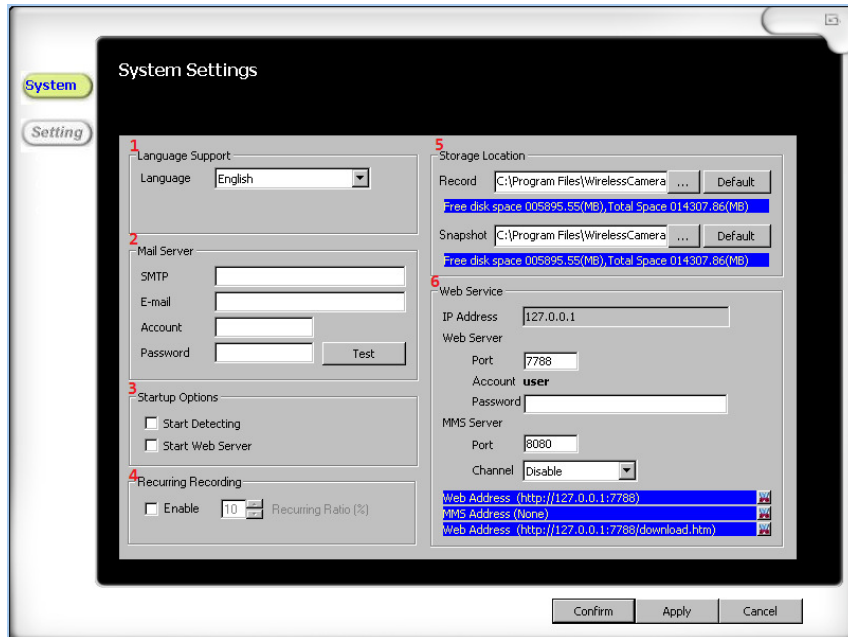 System Settings
System
Setting
1
Language Support
Language English
2
Mail Server
SMTP
E-mail
Account
Password Test
3
Startup Options
Start Detecting
Start Web Server
4
Recurring Recording
Enable 10 Recurring Ratio (%)
5
Storage Location
Record C:\Program Files\WirelessCamera ... Default
Free disk space 005895.55(MB),Total Space 014307.86(MB)
Snapshot C:\Program Files\WirelessCamera ... Default
Free disk space 005895.55(MB),Total Space 014307.86(MB)
6
Web Service
IP Address 127.0.0.1
Web Server
Port 7788
Account user
Password
MMS Server
Port 8080
Channel Disable
Web Address (http://127.0.0.1:7788)
MMS Address (None)
Web Address (http://127.0.0.1:7788/download.htm)
Confirm Apply Cancel